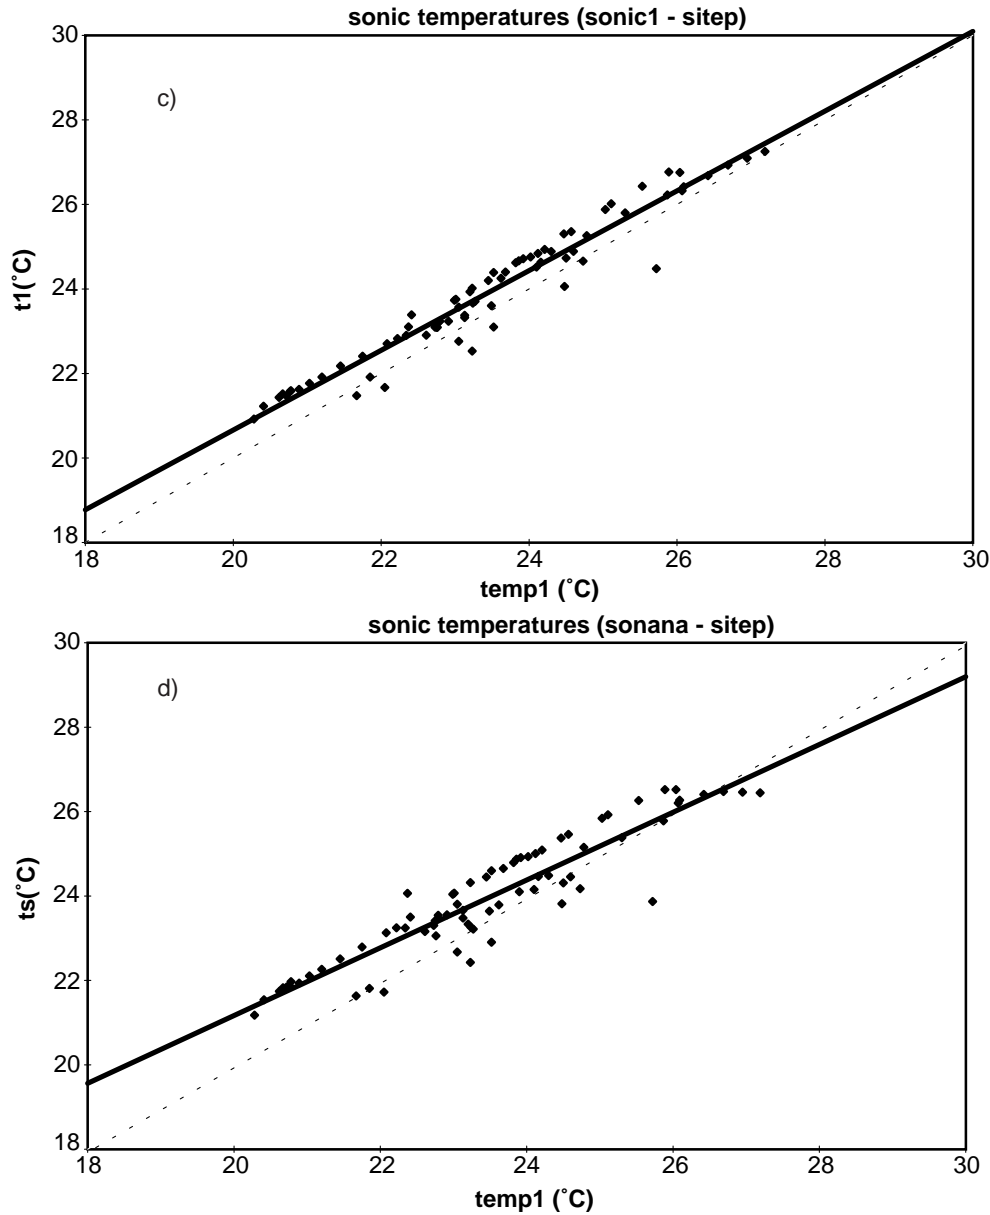 sonic temperatures (sonic1 - sitep)
30
c)
28
26
t1(˚C)
24
22
20
18
18 20 22 24 26 28 30
temp1 (˚C)
sonic temperatures (sonana - sitep)
30
d)
28
26
ts(˚C)
24
22
20
18
18 20 22 24 26 28 30
temp1 (˚C)